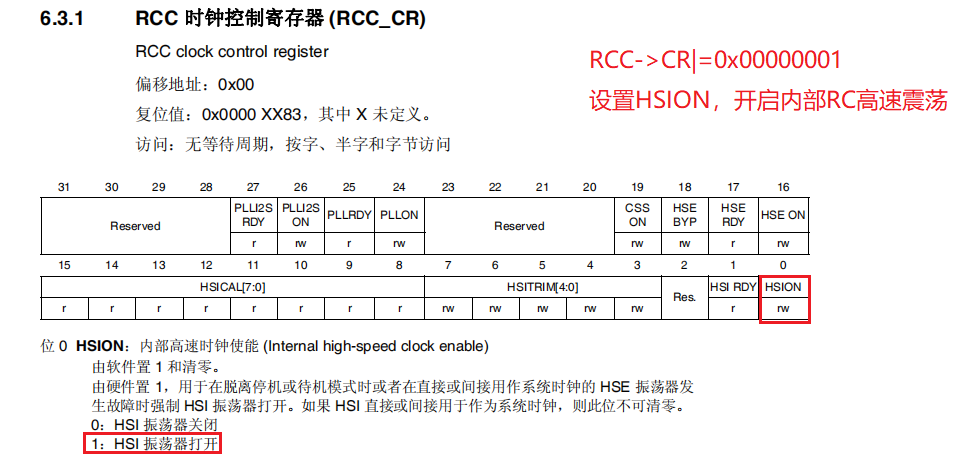 6.3.1 RCC 时钟控制寄存器 (RCC_CR)
RCC clock control register
RCC->CR|=0x00000001
偏移地址：0x00
设置HSION，开启内部RC高速震荡
复位值：0x0000 XX83，其中 X 未定义。
访问：无等待周期，按字、半字和字节访问
31 30 29 28 27 26 25 24 23 22 21 20 19 18 17 16
Reserved PLLI2S RDY PLLI2S ON PLLRDY PLLON Reserved CSS ON HSE BYP HSE RDY HSE ON
r rw r rw rw rw r rw
15 14 13 12 11 10 9 8 7 6 5 4 3 2 1 0
HSICAL[7:0] HSITRIM[4:0] Res. HSI RDY HSION
r r r r r r r r rw rw rw rw rw r rw
位 0 HSION：内部高速时钟使能 (Internal high-speed clock enable)
由软件置 1 和清零。
由硬件置 1，用于在脱离停机或待机模式时或者在直接或间接用作系统时钟的 HSE 振荡器发
生故障时强制 HSI 振荡器打开。如果 HSI 直接或间接用于作为系统时钟，则此位不可清零。
0：HSI 振荡器关闭
1：HSI 振荡器打开